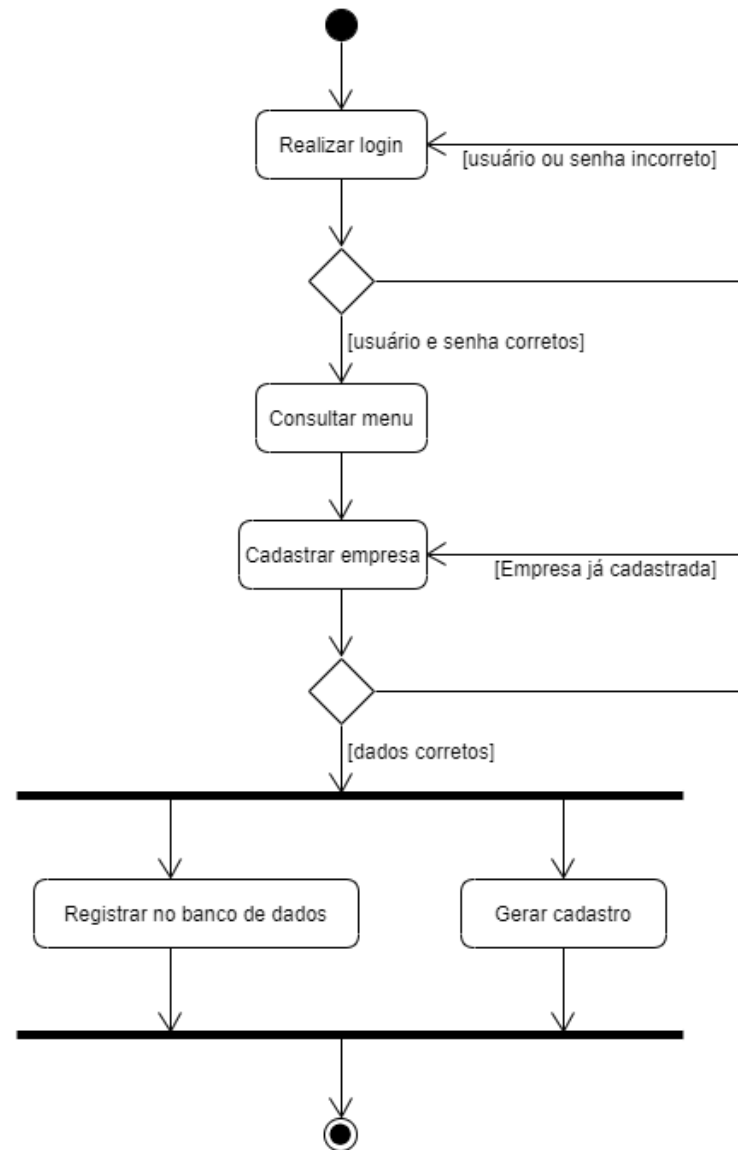 Realizar login
[usuário ou senha incorreto]
[usuário e senha corretos]
Consultar menu
Cadastrar empresa
[Empresa já cadastrada]
[dados corretos]
Registrar no banco de dados
Gerar cadastro